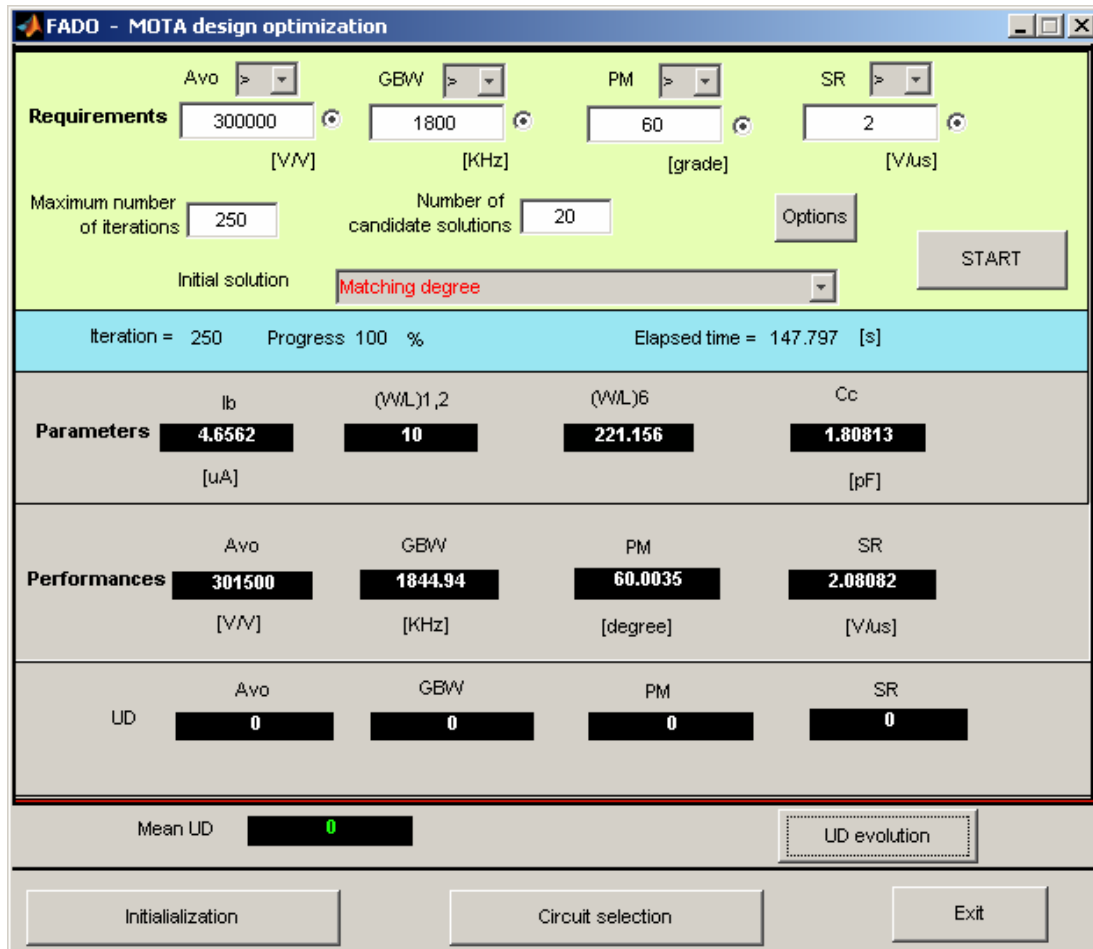 FADO - MOTA design optimization
Avo > GBW > PM > SR >
Requirements 300000 1800 60 2
[V/V] [KHz] [grade] [V/us]
Maximum number of iterations 250 Number of candidate solutions 20 Options
START
Initial solution Matching degree
Iteration = 250 Progress 100 % Elapsed time = 147.797 [s]
Ib (W/L)1,2 (W/L)6 Cc
Parameters 4.6562 10 221.156 1.80813
[uA] [pF]
Avo GBW PM SR
Performances 301500 1844.94 60.0035 2.08082
[V/V] [KHz] [degree] [V/us]
Avo GBW PM SR
UD 0 0 0 0
Mean UD 0 UD evolution
Initialialization Circuit selection Exit